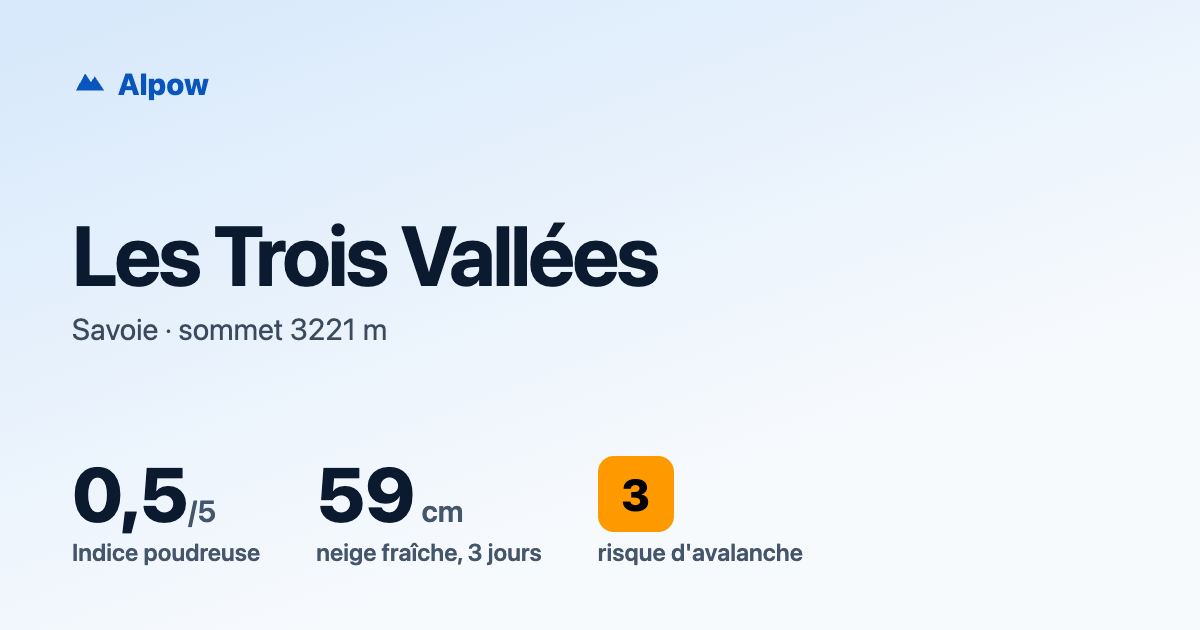 Alpow
Les Trois Vallées
Savoie · sommet 3221 m
0,5/5
Indice poudreuse
59 cm
neige fraîche, 3 jours
3
risque d'avalanche